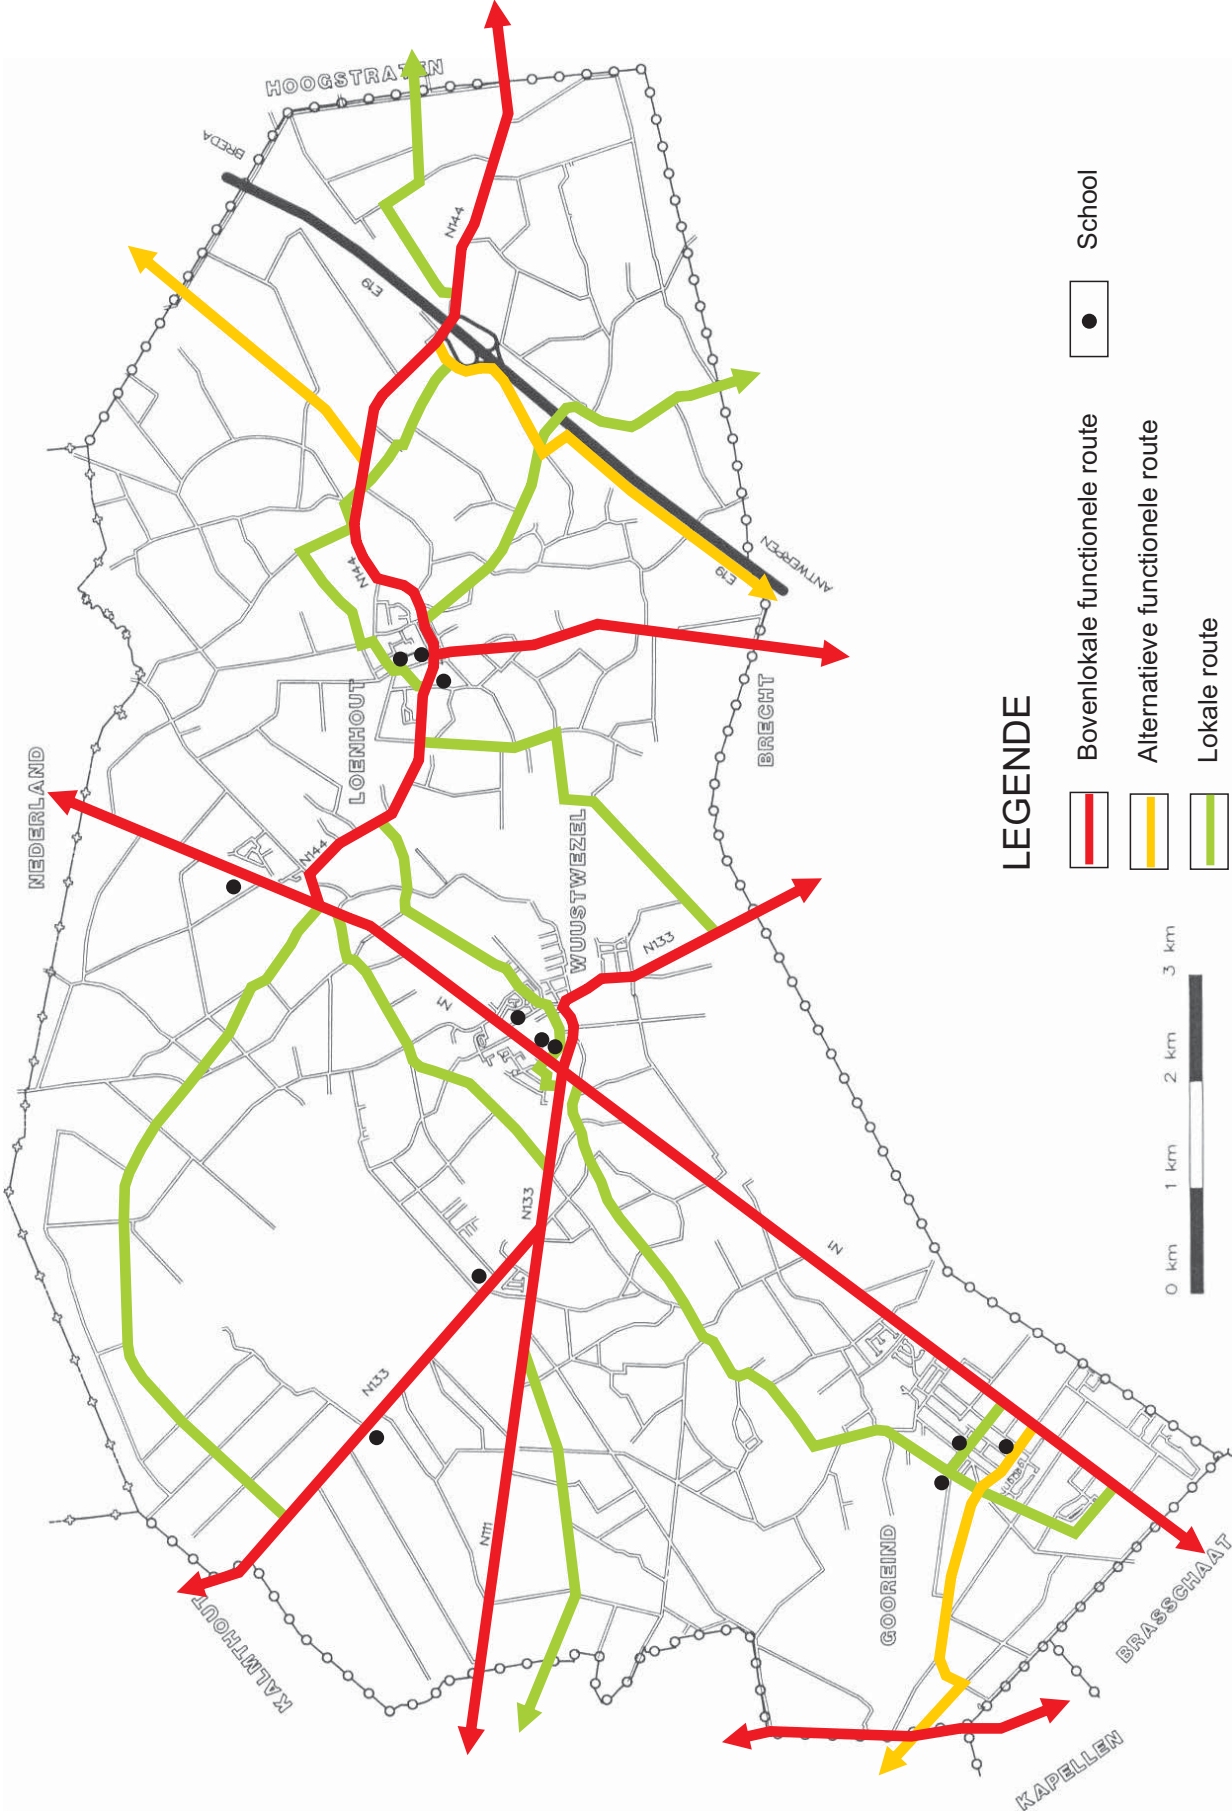 HOOGSTRATEN
BREDA
N144
E19
NEDERLAND
N144
LOENHOUT
N144
E19
ANTWERPEN
BRECHT
WUUSTWEZEL
N133
N1
N133
N1
N133
N111
KALMTHOUT
GOOREIND
BRASSCHAAT
KAPELLEN
LEGENDE
Bovenlokale functionele route
Alternatieve functionele route
Lokale route
School
0 km 1 km 2 km 3 km